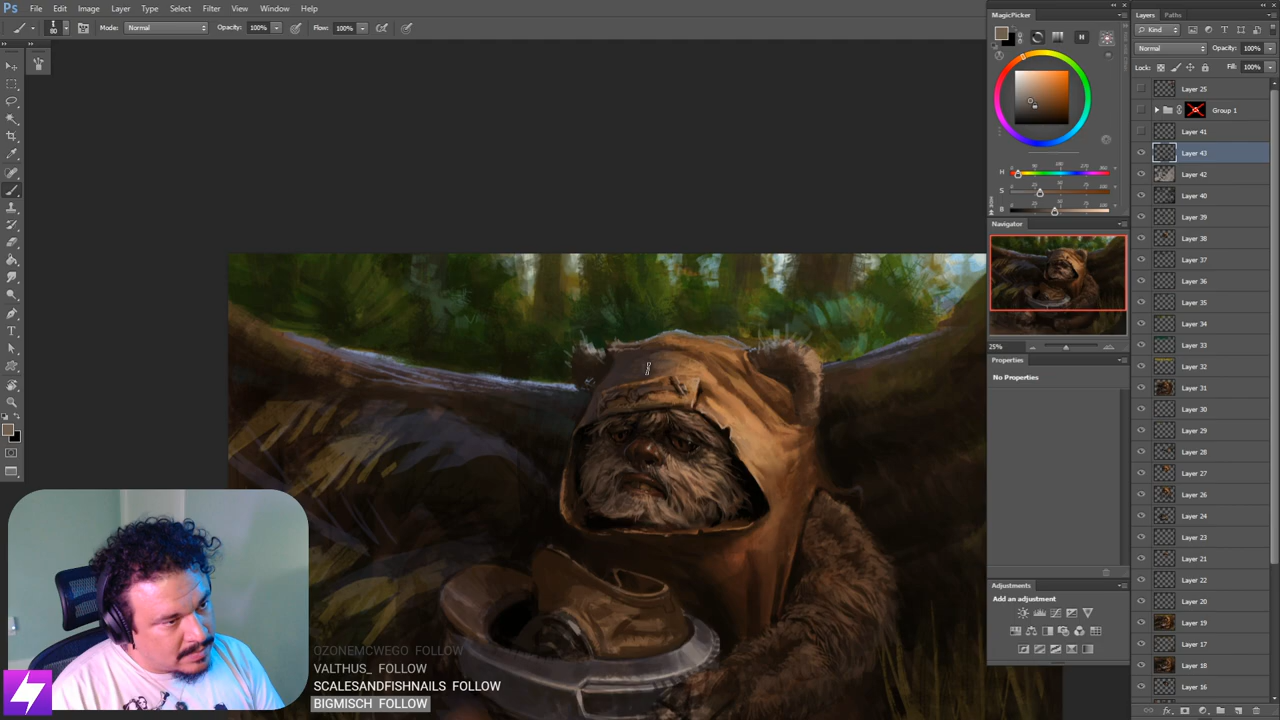 Ps File Edit Image Layer Type Select Filter View Window Help
80 Mode: Normal Opacity: 100% Flow: 100%
MagicPicker
H
H
S
B
Navigator
25%
Properties
No Properties
Adjustments
Add an adjustment
Layers Paths
Kind
Normal Opacity: 100%
Lock: Fill: 100%
Layer 25
Group 1
Layer 41
Layer 43
Layer 42
Layer 40
Layer 39
Layer 38
Layer 37
Layer 36
Layer 35
Layer 34
Layer 33
Layer 32
Layer 31
Layer 30
Layer 29
Layer 28
Layer 27
Layer 26
Layer 24
Layer 23
Layer 21
Layer 22
Layer 20
Layer 19
Layer 17
Layer 18
Layer 16
OZONEMCWEGO FOLLOW
VALTHUS_ FOLLOW
SCALESANDFISHNAILS FOLLOW
BIGMISCH FOLLOW